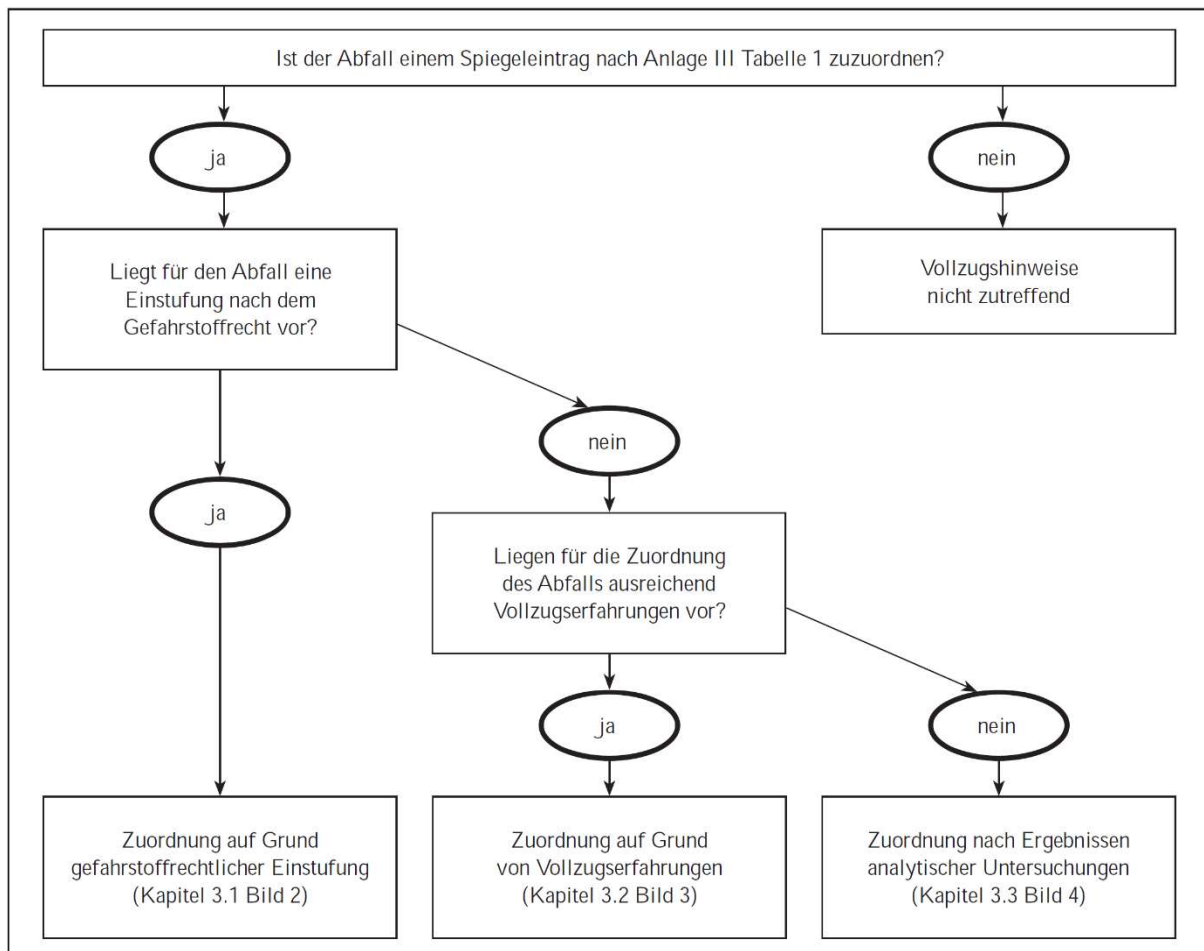 Ist der Abfall einem Spiegeleintrag nach Anlage III Tabelle 1 zuzuordnen?
ja
nein
Liegt für den Abfall eine
Einstufung nach dem
Gefahrstoffrecht vor?
Vollzugshinweise
nicht zutreffend
nein
ja
Liegen für die Zuordnung
des Abfalls ausreichend
Vollzugserfahrungen vor?
ja
nein
Zuordnung auf Grund
gefahrstoffrechtlicher Einstufung
(Kapitel 3.1 Bild 2)
Zuordnung auf Grund
von Vollzugserfahrungen
(Kapitel 3.2 Bild 3)
Zuordnung nach Ergebnissen
analytischer Untersuchungen
(Kapitel 3.3 Bild 4)